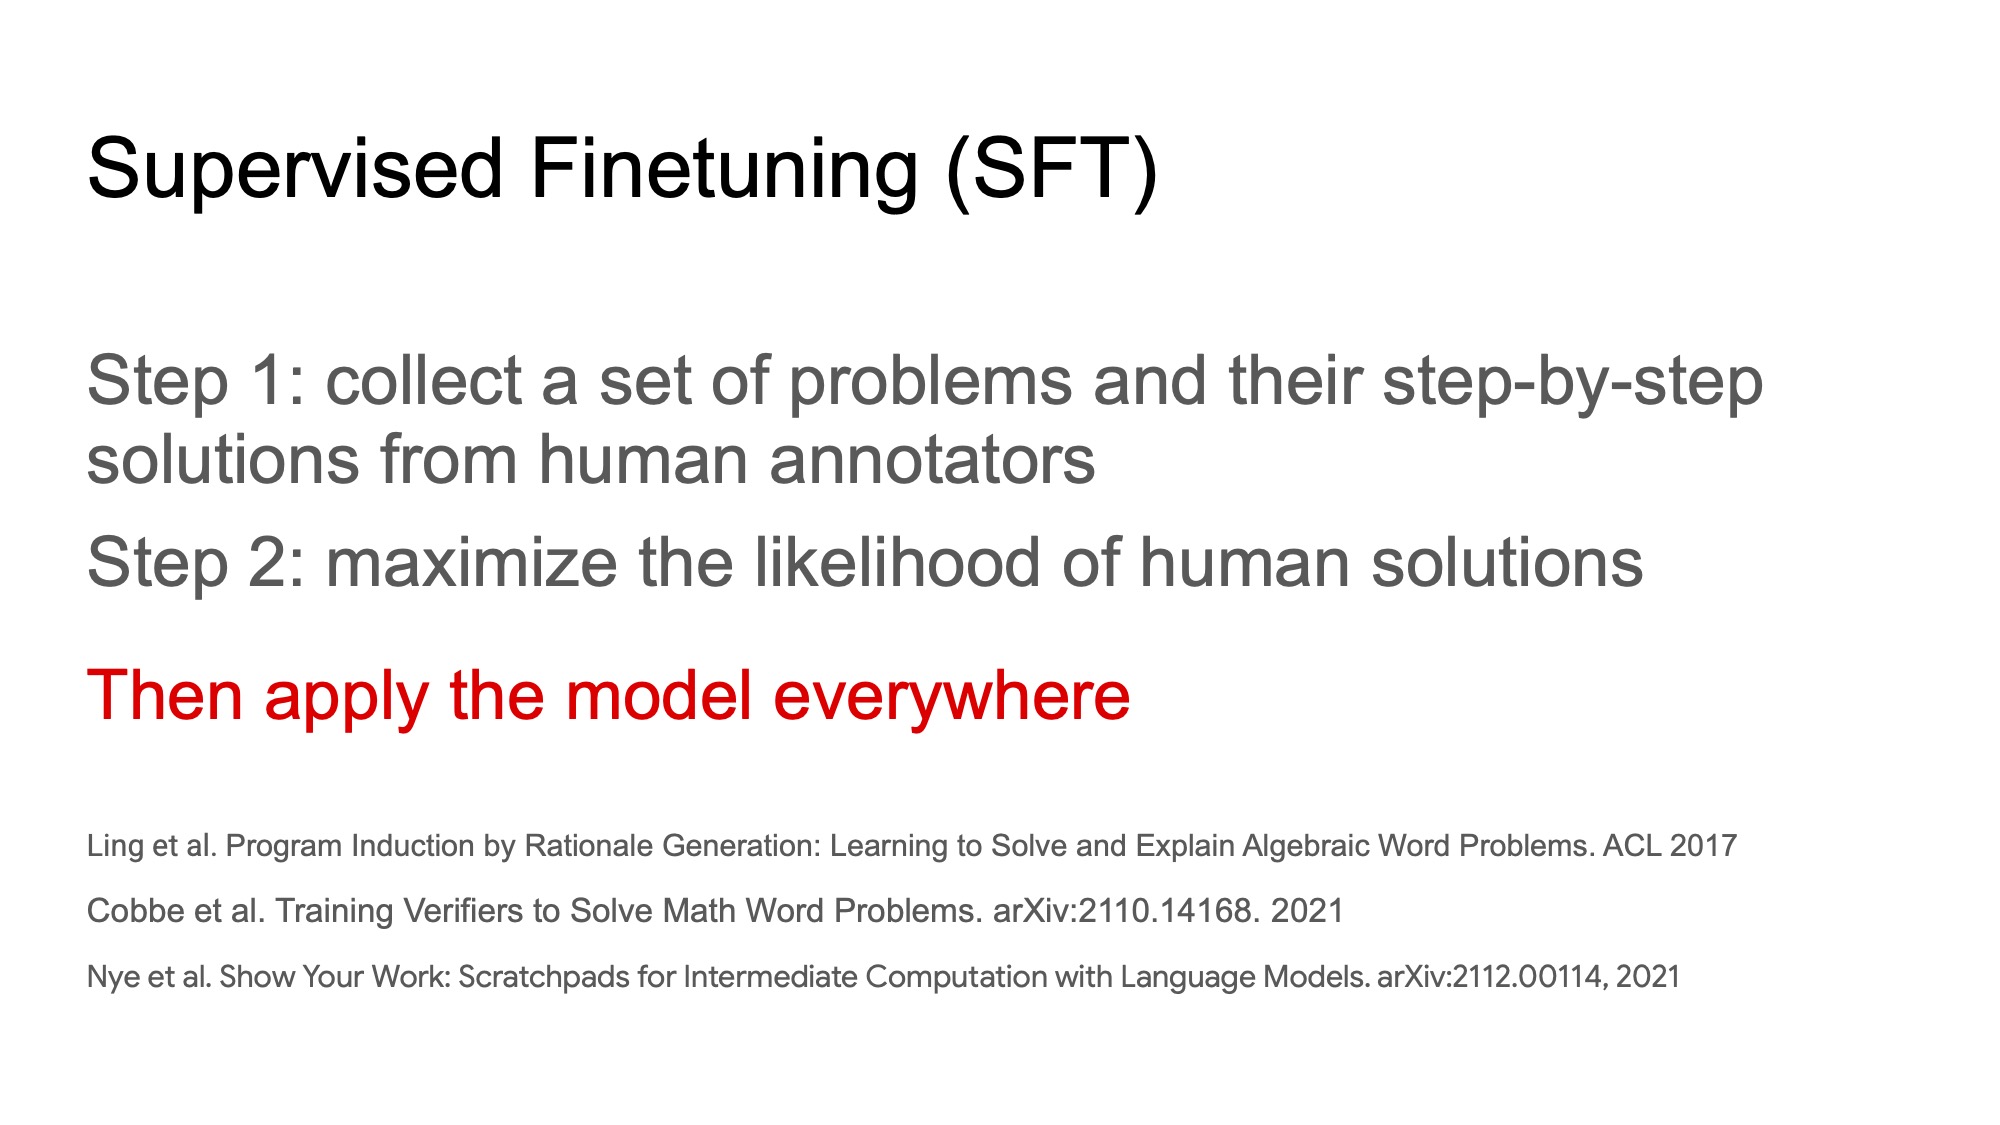 Supervised Finetuning (SFT)
Step 1: collect a set of problems and their step-by-step
solutions from human annotators
Step 2: maximize the likelihood of human solutions
Then apply the model everywhere
Ling et al. Program Induction by Rationale Generation: Learning to Solve and Explain Algebraic Word Problems. ACL 2017
Cobbe et al. Training Verifiers to Solve Math Word Problems. arXiv:2110.14168. 2021
Nye et al. Show Your Work: Scratchpads for Intermediate Computation with Language Models. arXiv:2112.00114, 2021